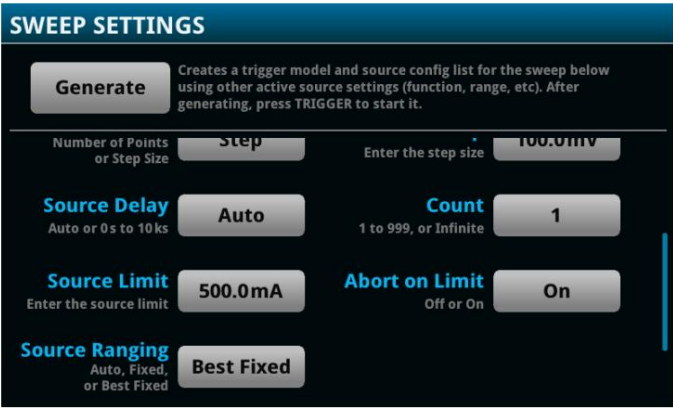 SWEEP SETTINGS
Generate
Creates a trigger model and source config list for the sweep below
using other active source settings (function, range, etc). After
generating, press TRIGGER to start it.
Number of Points
or Step Size
Step
Enter the step size
100.0mV
Source Delay
Auto or 0s to 10ks
Auto
Count
1 to 999, or Infinite
1
Source Limit
Enter the source limit
500.0mA
Abort on Limit
Off or On
On
Source Ranging
Auto, Fixed,
or Best Fixed
Best Fixed